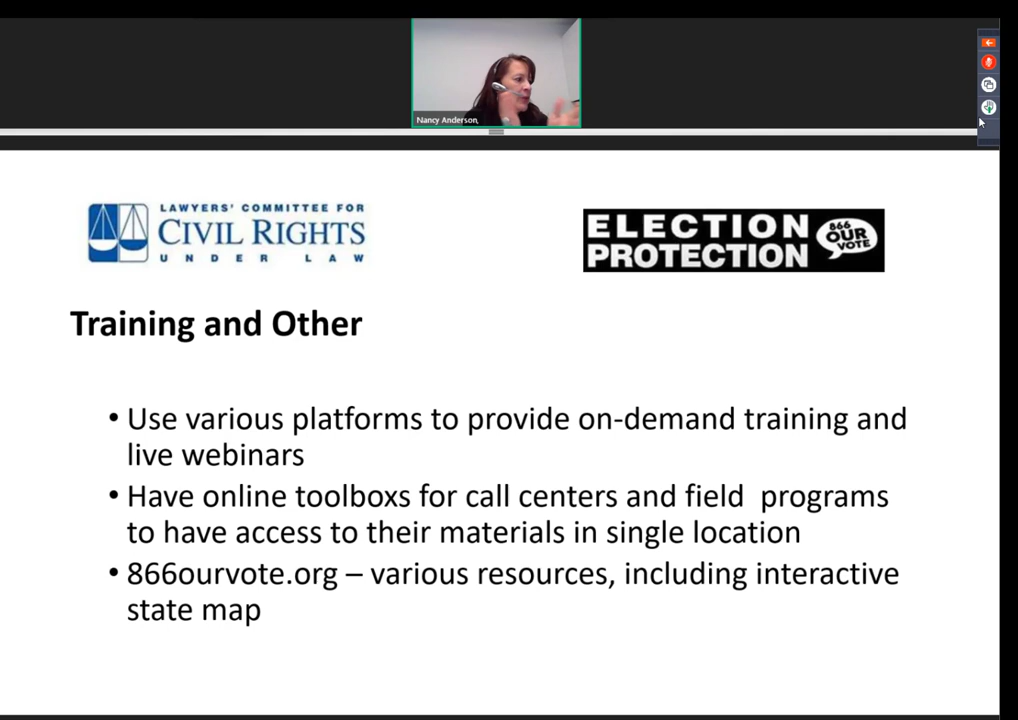 Nancy Anderson,
LAWYERS' COMMITTEE FOR
CIVIL RIGHTS
UNDER LAW
ELECTION
PROTECTION
866
OUR
VOTE
Training and Other
• Use various platforms to provide on-demand training and
live webinars
• Have online toolboxs for call centers and field  programs
to have access to their materials in single location
• 866ourvote.org – various resources, including interactive
state map